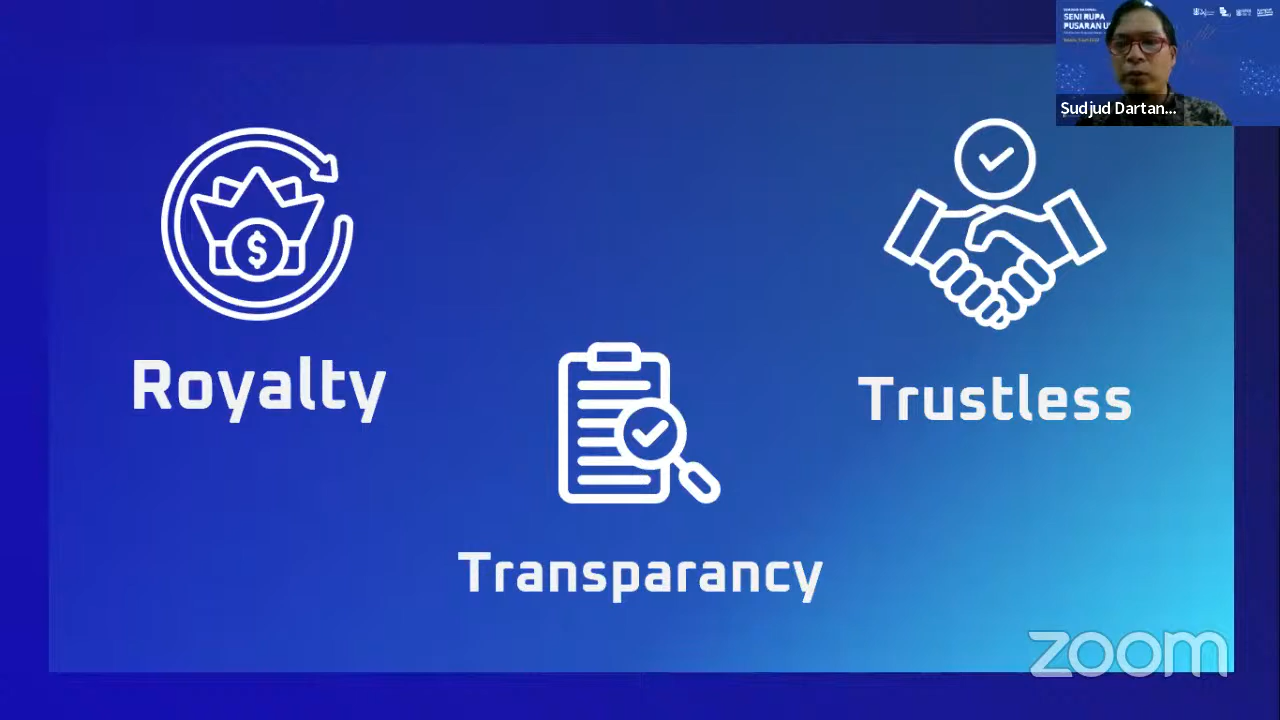 SENI RUPA
PUSARAN
Sudjud Dartan...
$
Royalty
Trustless
Transparancy
zoom